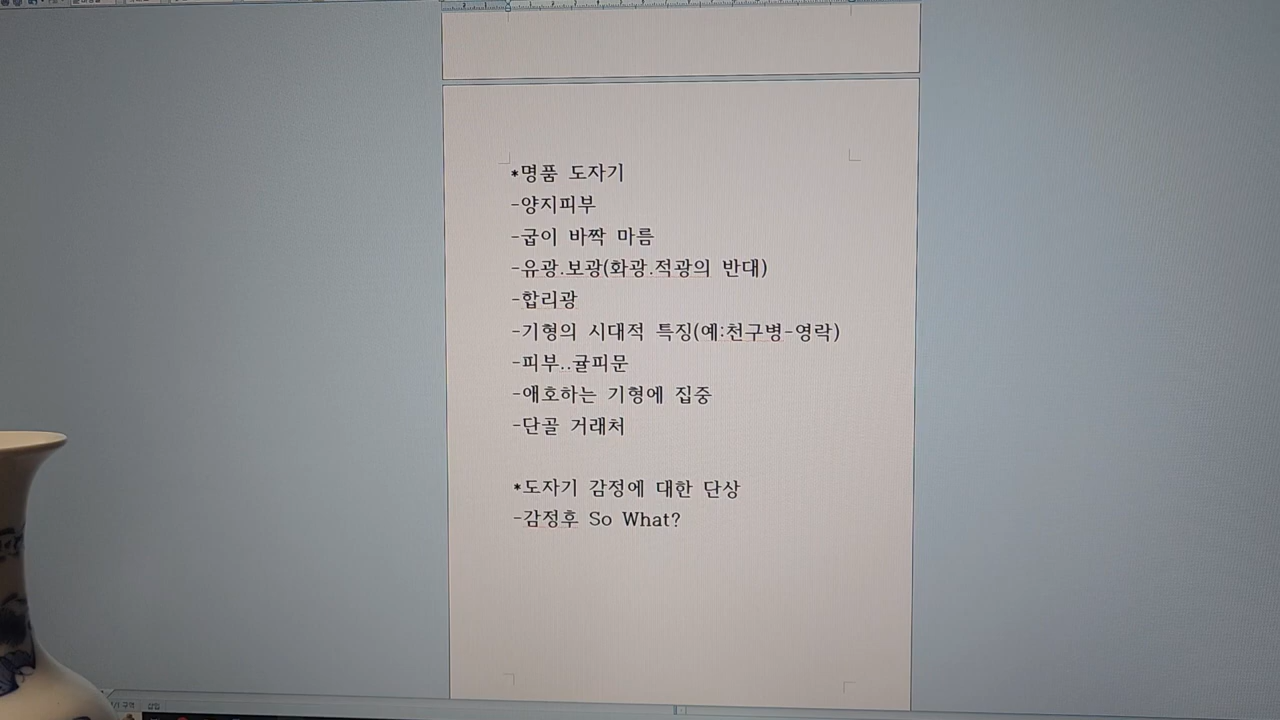 *명품 도자기
-양지피부
-굽이 바짝 마름
-유광.보광(화광.적광의 반대)
-합리광
-기형의 시대적 특징(예:천구병-영락)
-피부..귤피문
-애호하는 기형에 집중
-단골 거래처
*도자기 감정에 대한 단상
-감정후 So What?